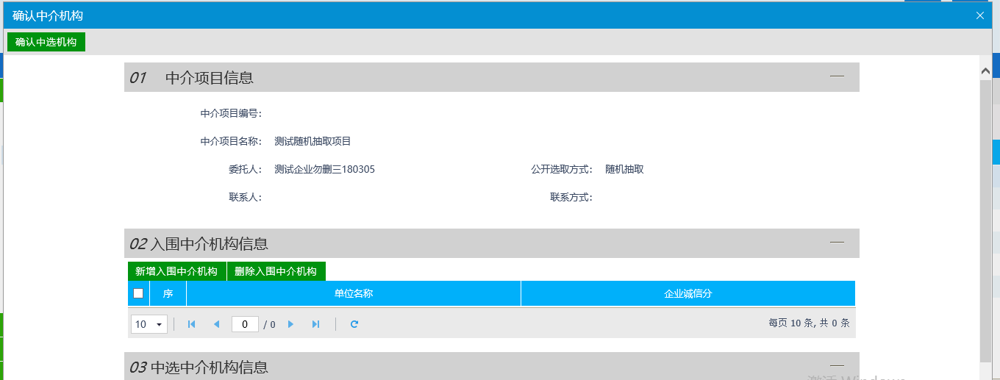 确认中介机构
确认中选机构
01 中介项目信息
中介项目编号：
中介项目名称： 测试随机抽取项目
委托人： 测试企业勿删三180305 公开选取方式： 随机抽取
联系人： 联系方式：
02 入围中介机构信息
新增入围中介机构 删除入围中介机构
序 单位名称 企业诚信分
10 0 / 0 每页 10 条, 共 0 条
03 中选中介机构信息
激活 Windows